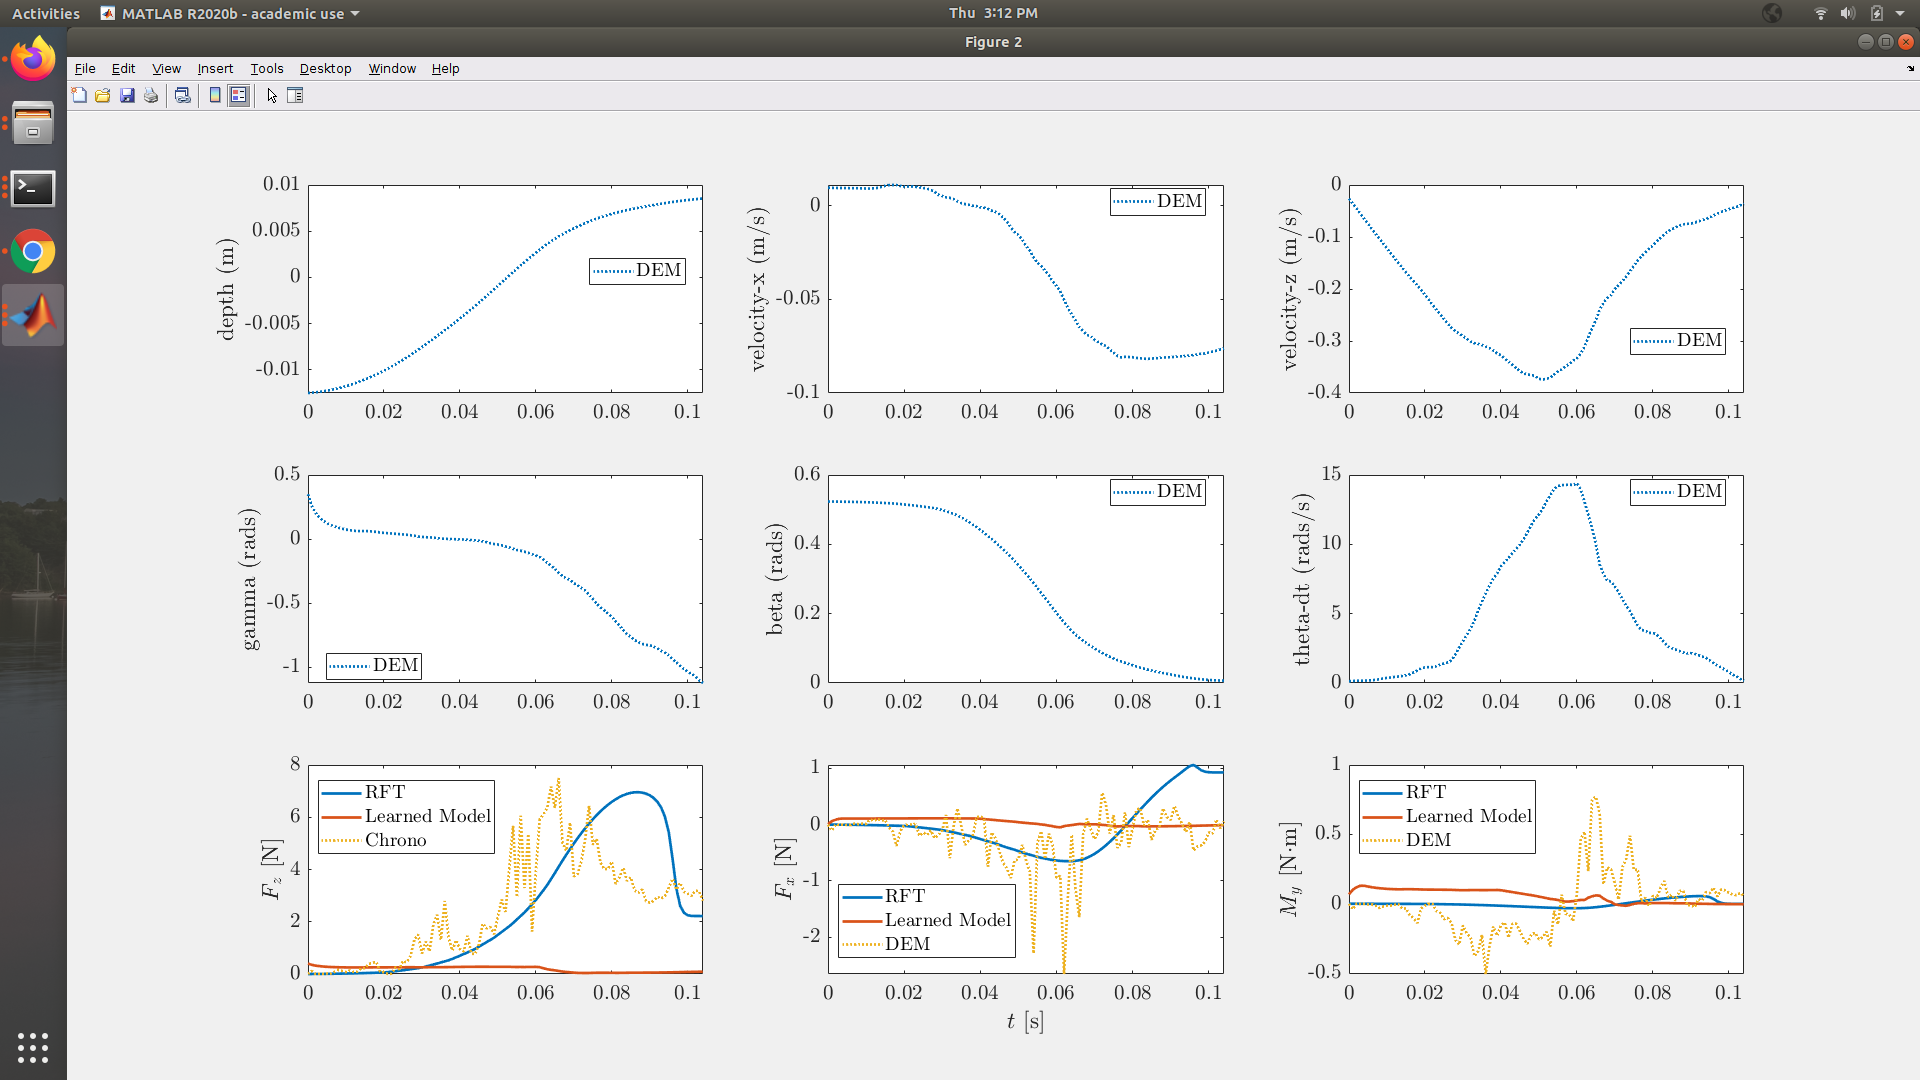 Activities MATLAB R2020b - academic use Thu 3:12 PM
Figure 2
File Edit View Insert Tools Desktop Window Help
depth (m)
0.01
0.005
0
-0.005
-0.01
DEM
0 0.02 0.04 0.06 0.08 0.1
velocity-x (m/s)
0
-0.05
-0.1
DEM
0 0.02 0.04 0.06 0.08 0.1
velocity-z (m/s)
0
-0.1
-0.2
-0.3
-0.4
DEM
0 0.02 0.04 0.06 0.08 0.1
gamma (rads)
0.5
0
-0.5
-1
DEM
0 0.02 0.04 0.06 0.08 0.1
beta (rads)
0.6
0.4
0.2
0
DEM
0 0.02 0.04 0.06 0.08 0.1
theta-dt (rads/s)
15
10
5
0
DEM
0 0.02 0.04 0.06 0.08 0.1
F_z [N]
8
6
4
2
0
RFT
Learned Model
Chrono
0 0.02 0.04 0.06 0.08 0.1
F_x [N]
1
0
-1
-2
RFT
Learned Model
DEM
0 0.02 0.04 0.06 0.08 0.1
t [s]
M_y [N·m]
1
0.5
0
-0.5
RFT
Learned Model
DEM
0 0.02 0.04 0.06 0.08 0.1